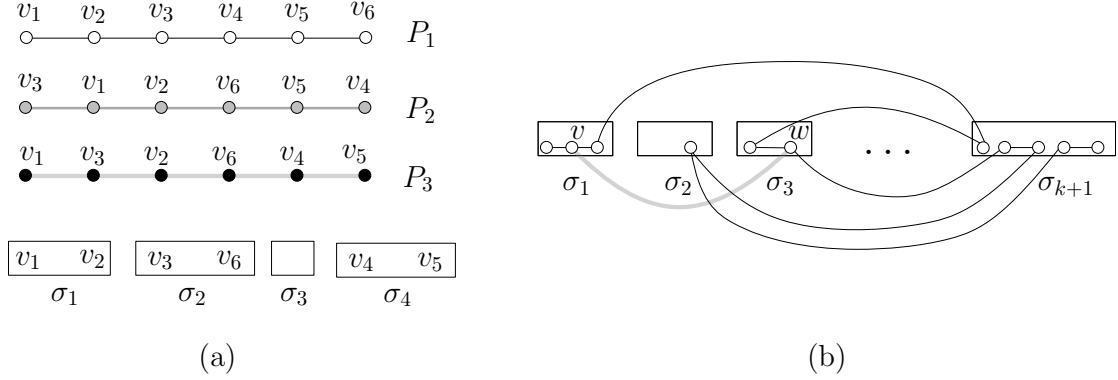 v₁ v₂ v₃ v₄ v₅ v₆ P₁
v₃ v₁ v₂ v₆ v₅ v₄ P₂
v₁ v₃ v₂ v₆ v₄ v₅ P₃
v₁ v₂ v₃ v₆ v₄ v₅
σ₁ σ₂ σ₃ σ₄
(a)
v w
. . .
σ₁ σ₂ σ₃ σₖ₊₁
(b)